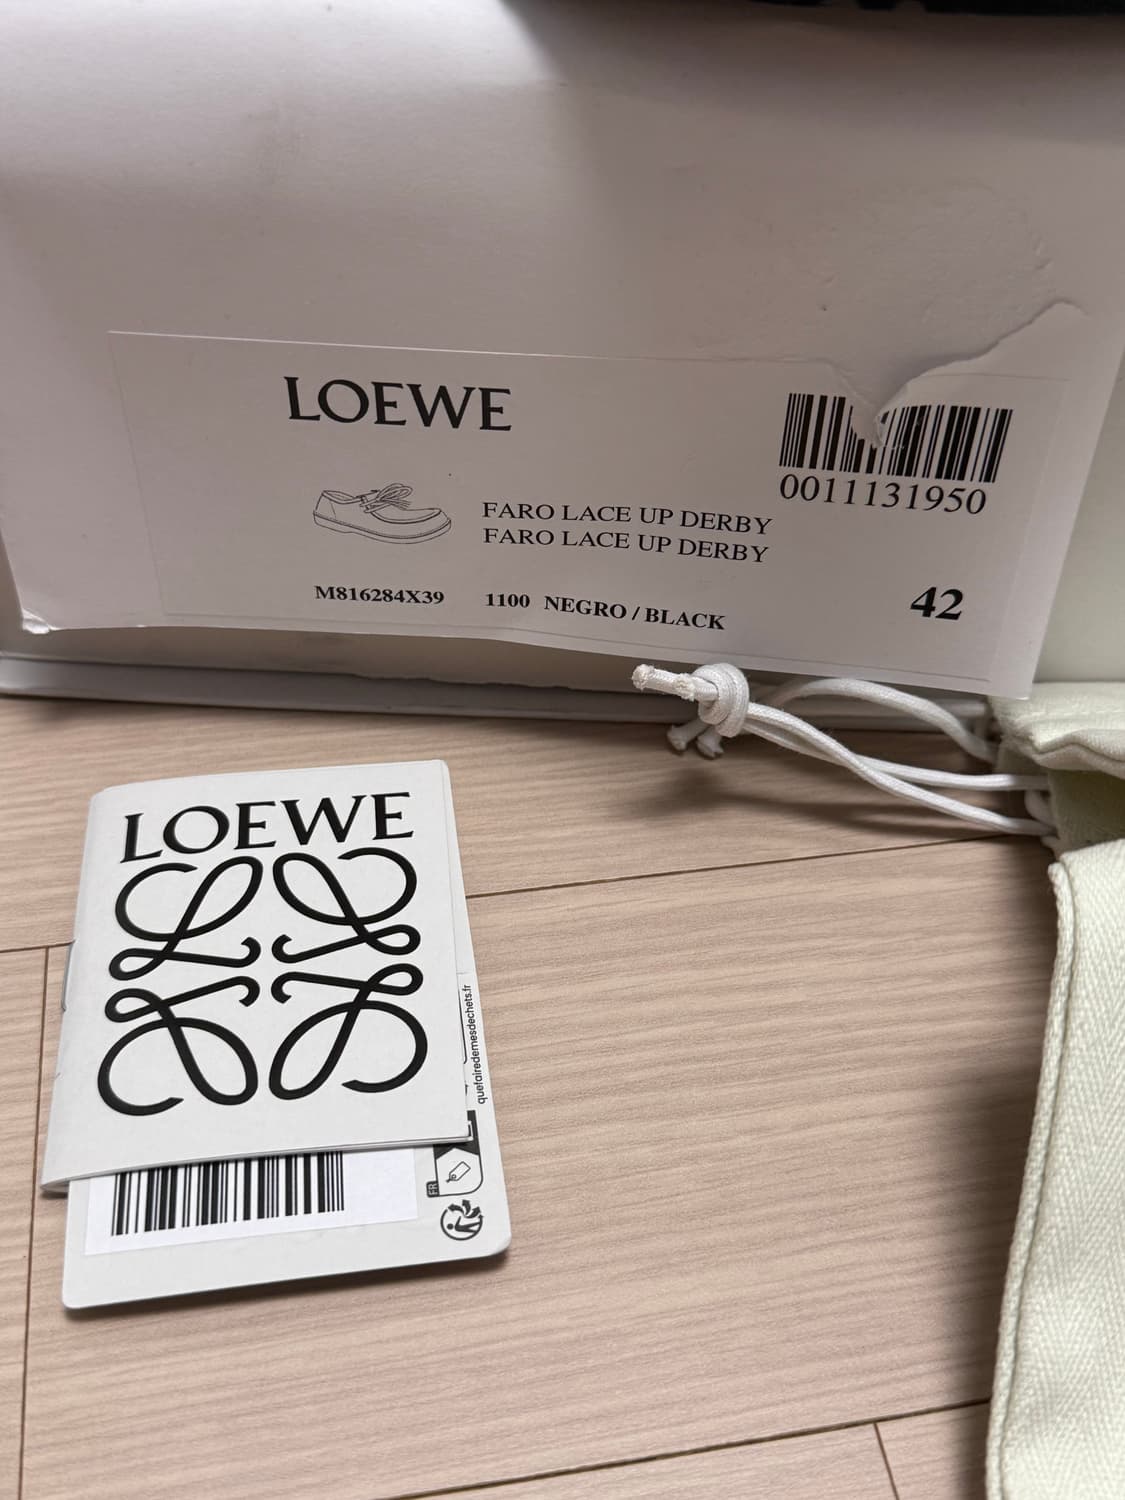 LOEWE
0011131950
FARO LACE UP DERBY
FARO LACE UP DERBY
M816284X39 1100 NEGRO / BLACK
42
LOEWE
quefairedemesdechets.fr
FR